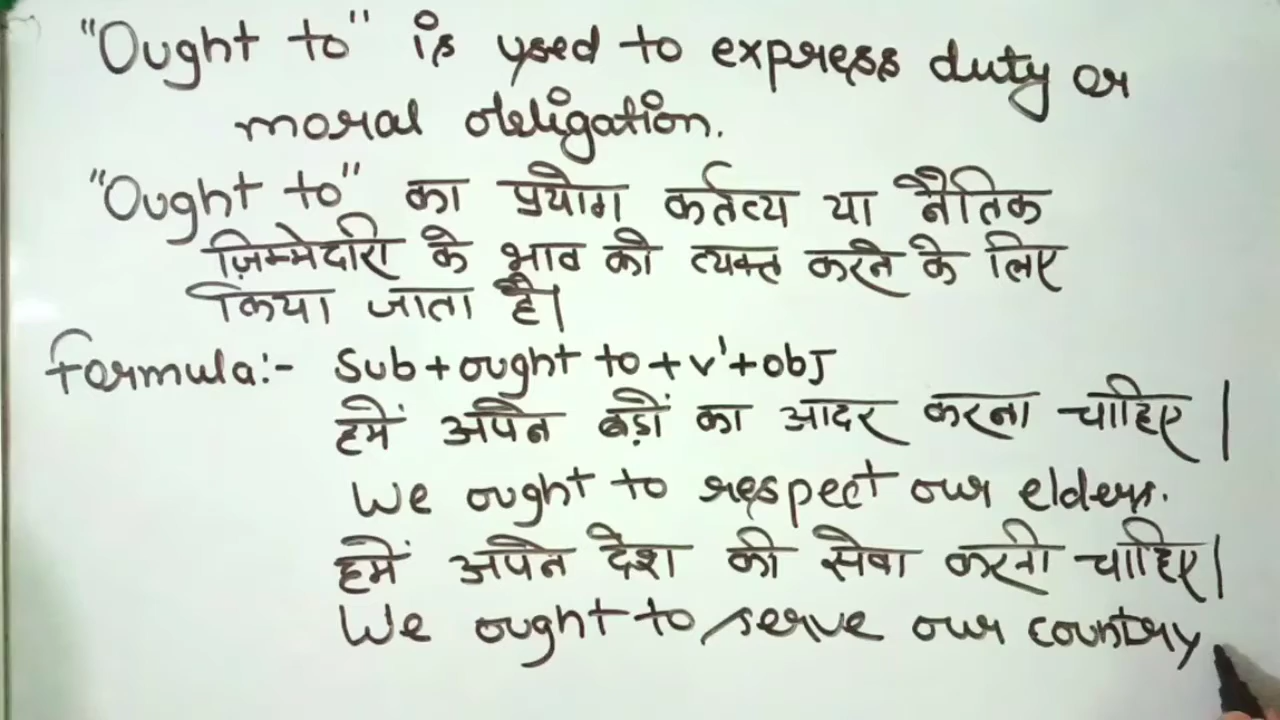 "Ought to" is used to express duty or
moral obligation.
"Ought to" का प्रयोग कर्तव्य या नैतिक
ज़िम्मेदारी के भाव को व्यक्त करने के लिए
किया जाता है।
Formula:- Sub+ought to+v¹+obj
हमें अपने बड़ों का आदर करना चाहिए।
We ought to respect our elders.
हमें अपने देश की सेवा करनी चाहिए।
We ought to serve our country